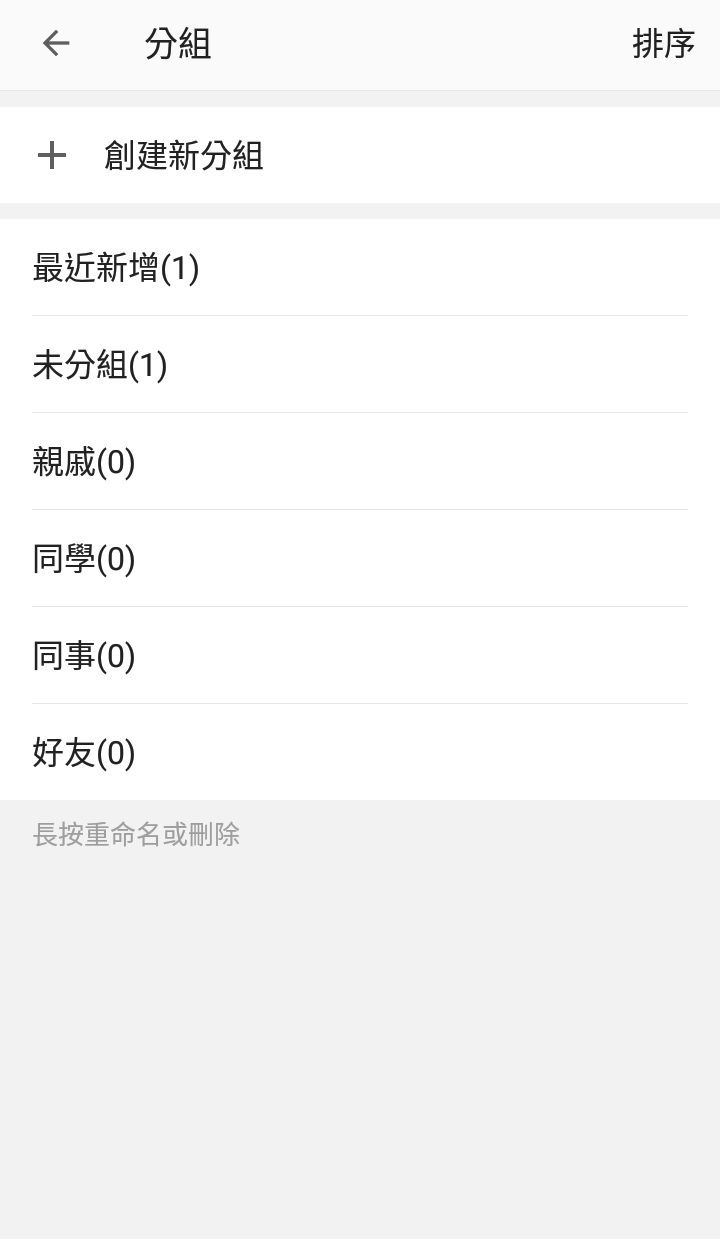 分組
排序
創建新分組
最近新增(1)
未分組(1)
親戚(0)
同學(0)
同事(0)
好友(0)
長按重命名或刪除